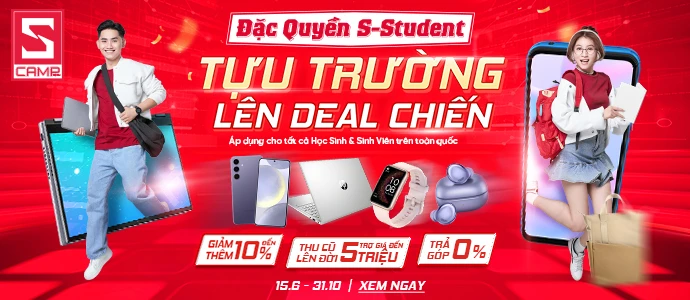 S
CAMP
Đặc Quyền S-Student
TỰU TRƯỜNG
LÊN DEAL CHIẾN
Áp dụng cho tất cả Học Sinh & Sinh Viên trên toàn quốc
GIẢM THÊM 10% ĐẾN
THU CŨ LÊN ĐỜI 5 TRỢ GIÁ ĐẾN TRIỆU
TRẢ GÓP 0%
15.6 - 31.10 | XEM NGAY